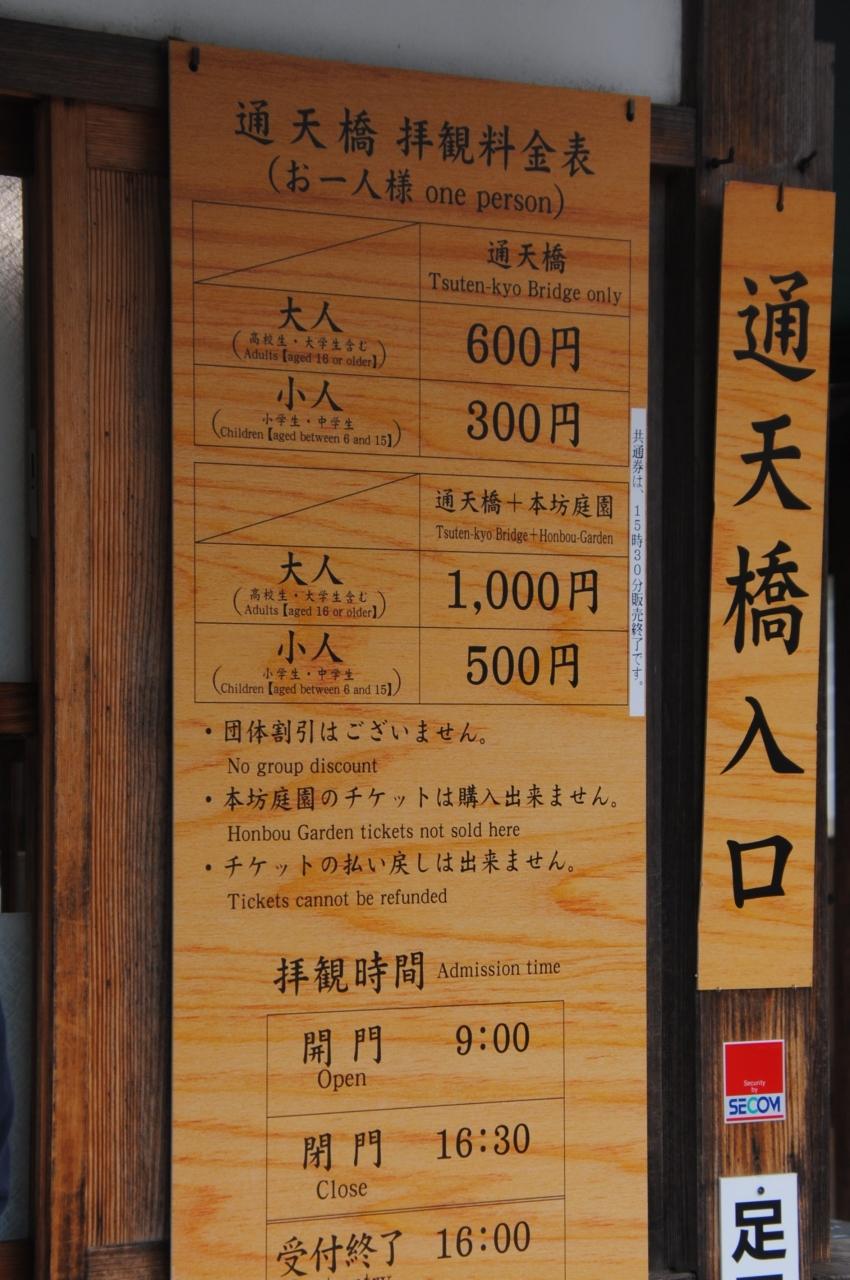 通天橋 拝観料金表
(お一人様 one person)
通天橋
Tsuten-kyo Bridge only
大人
(高校生・大学生含む
Adults【aged 16 or older】)
600円
小人
(小学生・中学生
Children【aged between 6 and 15】)
300円
通天橋＋本坊庭園
Tsuten-kyo Bridge＋Honbou-Garden
大人
(高校生・大学生含む
Adults【aged 16 or older】)
1,000円
小人
(小学生・中学生
Children【aged between 6 and 15】)
500円
共通券は、15時30分販売終了です。
・団体割引はございません。
No group discount
・本坊庭園のチケットは購入出来ません。
Honbou Garden tickets not sold here
・チケットの払い戻しは出来ません。
Tickets cannot be refunded
拝観時間 Admission time
開門 9:00
Open
閉門 16:30
Close
受付終了 16:00
通天橋入口
Security
by
SECOM
足